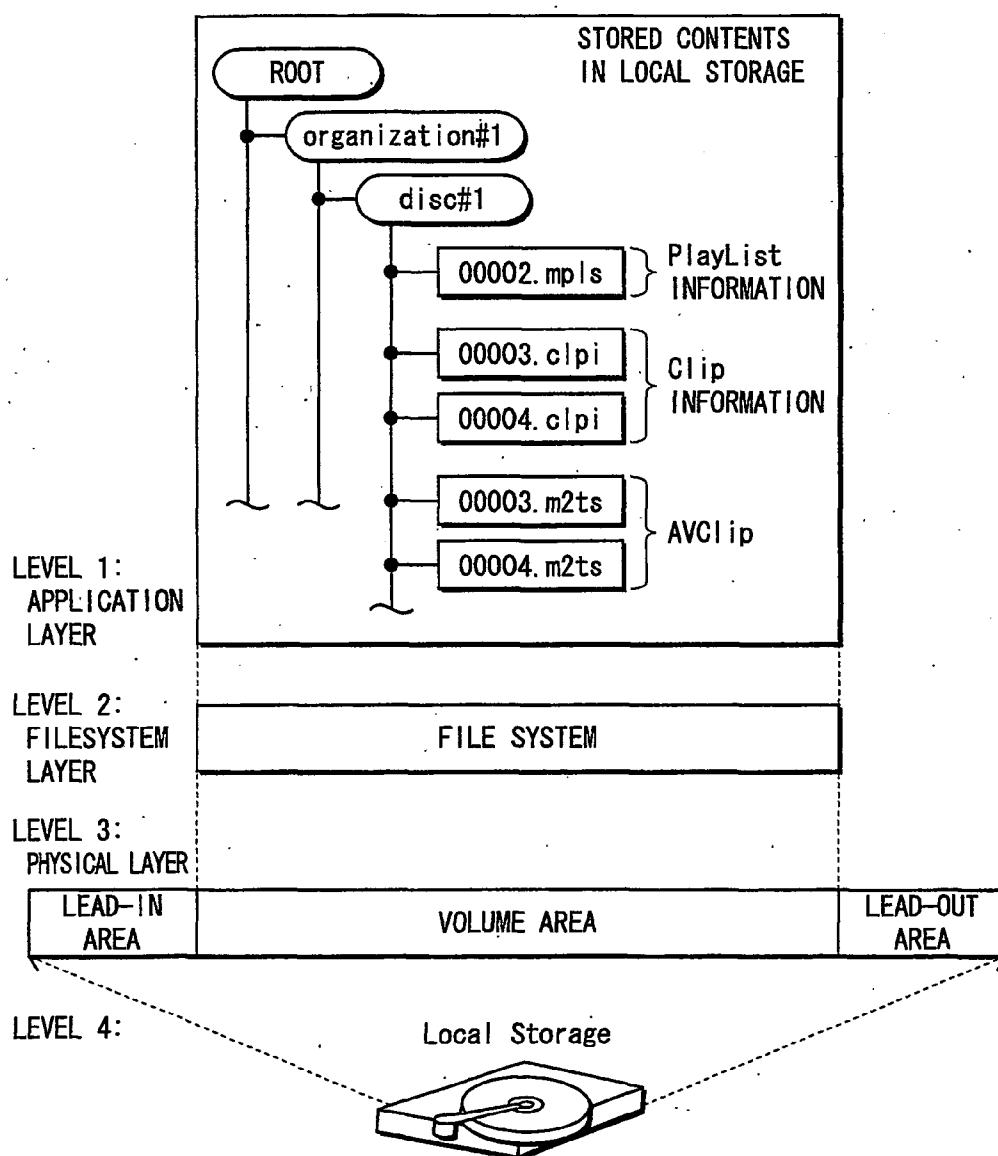 STORED CONTENTS
IN LOCAL STORAGE
ROOT
organization#1
disc#1
00002.mpls
PlayList
INFORMATION
00003.clpi
Clip
INFORMATION
00004.clpi
00003.m2ts
AVClip
00004.m2ts
LEVEL 1:
APPLICATION
LAYER
LEVEL 2:
FILESYSTEM
LAYER
FILE SYSTEM
LEVEL 3:
PHYSICAL LAYER
LEAD-IN
AREA
VOLUME AREA
LEAD-OUT
AREA
LEVEL 4:
Local Storage